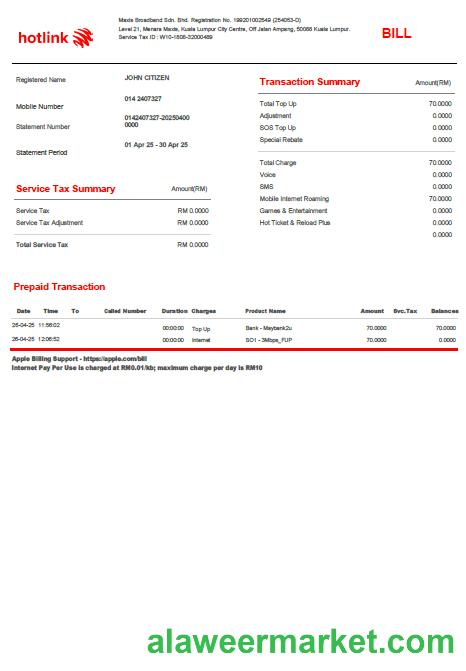 hotlink
Maxis Broadband Sdn. Bhd. Registration No. 199201002549 (254053-D)
Level 21, Menara Maxis, Kuala Lumpur City Centre, Off Jalan Ampang, 50088 Kuala Lumpur.
Service Tax ID : W10-1808-32000489
BILL
Registered Name JOHN CITIZEN
Mobile Number 014 2407327
Statement Number 0142407327-20250400
0000
Statement Period 01 Apr 25 - 30 Apr 25
Transaction Summary Amount(RM)
Total Top Up 70.0000
Adjustment 0.0000
SOS Top Up 0.0000
Special Rebate 0.0000
Total Charge 70.0000
Voice 0.0000
SMS 0.0000
Mobile Internet Roaming 70.0000
Games & Entertainment 0.0000
Hot Ticket & Reload Plus 0.0000
0.0000
Service Tax Summary Amount(RM)
Service Tax RM 0.0000
Service Tax Adjustment RM 0.0000
Total Service Tax RM 0.0000
Prepaid Transaction
Date Time To Called Number Duration Charges Product Name Amount Svc.Tax Balances
26-04-25 11:56:02 00:00:00 Top Up Bank - Maybank2u 70.0000 70.0000
26-04-25 12:06:52 00:00:00 Internet SO1 - 3Mbps_FUP 70.0000 0.0000
Apple Billing Support - https://apple.com/bill
Internet Pay Per Use is charged at RM0.01/kb; maximum charge per day is RM10
alaweermarket.com